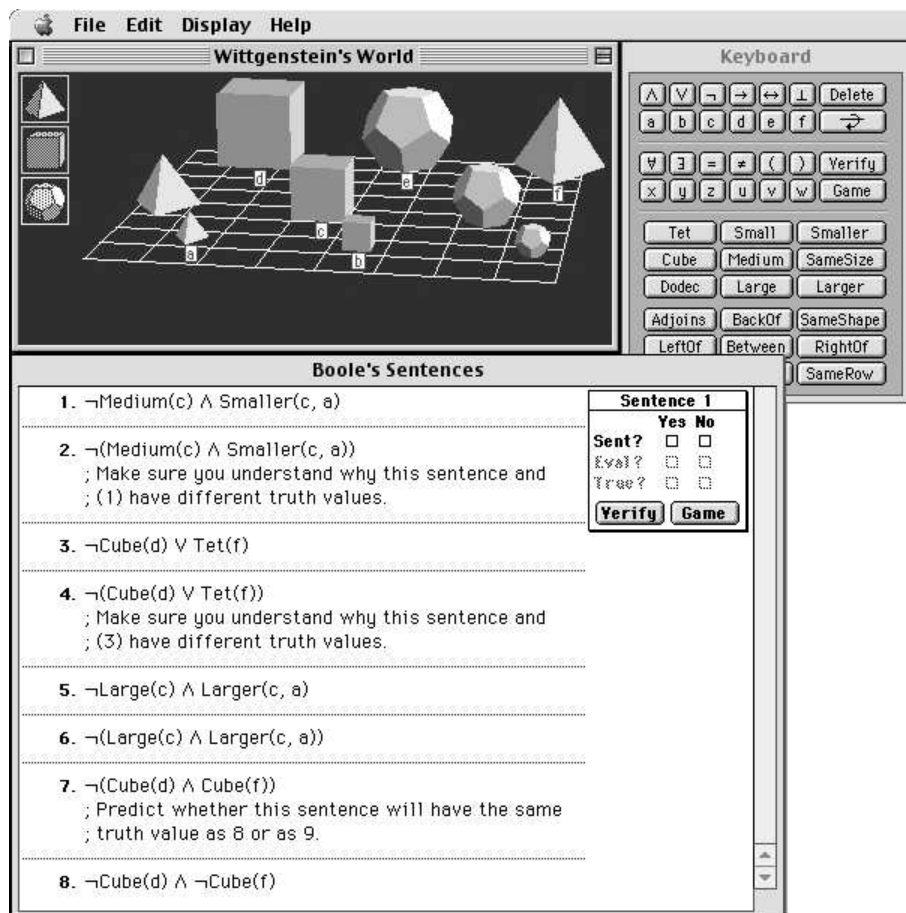 File Edit Display Help
Wittgenstein's World
d
e
f
c
a
b
Keyboard
∧ ∨ ¬ → ↔ ⊥ Delete
a b c d e f
∀ ∃ = ≠ ( ) Verify
x y z u v w Game
Tet Small Smaller
Cube Medium SameSize
Dodec Large Larger
Adjoins BackOf SameShape
LeftOf Between RightOf
SameRow
Boole's Sentences
1. ¬Medium(c) ∧ Smaller(c, a)
2. ¬(Medium(c) ∧ Smaller(c, a))
; Make sure you understand why this sentence and
; (1) have different truth values.
3. ¬Cube(d) ∨ Tet(f)
4. ¬(Cube(d) ∨ Tet(f))
; Make sure you understand why this sentence and
; (3) have different truth values.
5. ¬Large(c) ∧ Larger(c, a)
6. ¬(Large(c) ∧ Larger(c, a))
7. ¬(Cube(d) ∧ Cube(f))
; Predict whether this sentence will have the same
; truth value as 8 or as 9.
8. ¬Cube(d) ∧ ¬Cube(f)
Sentence 1
Yes No
Sent?
Eval?
True?
Verify Game